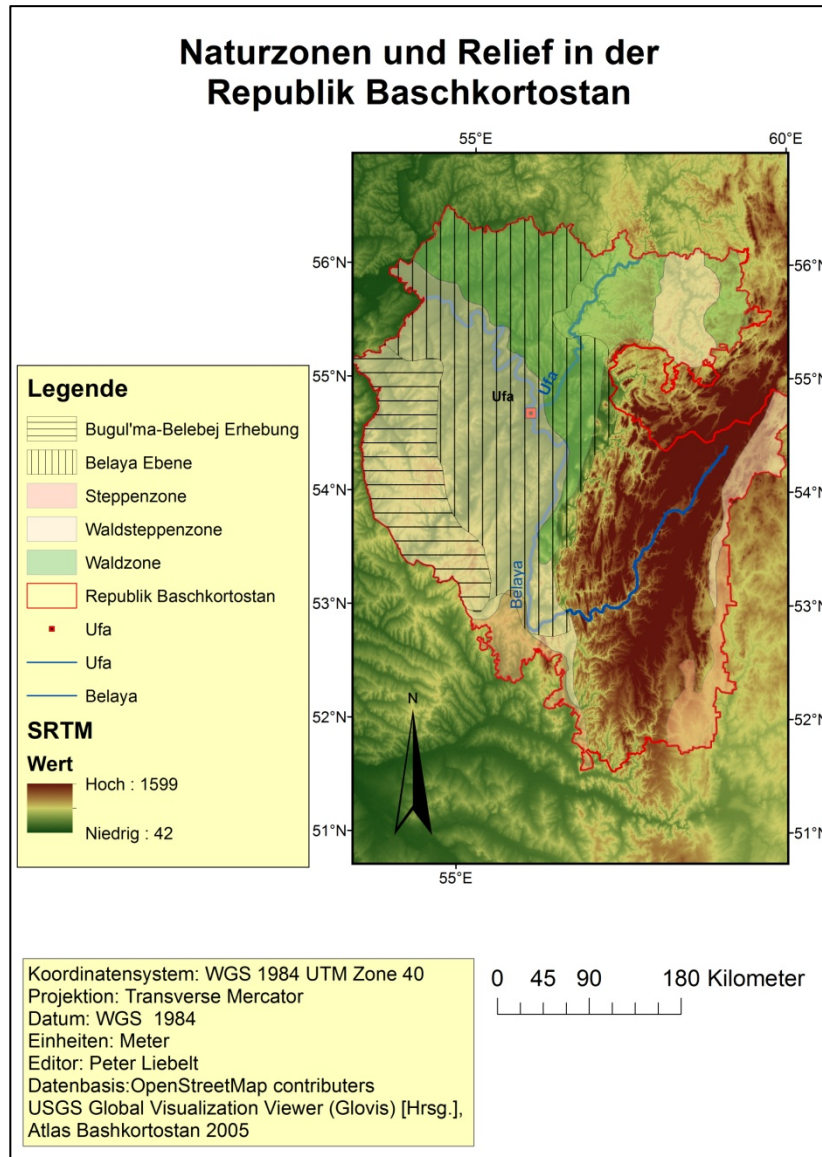 Naturzonen und Relief in der
Republik Baschkortostan
55°E
60°E
56°N
56°N
55°N
55°N
54°N
54°N
53°N
53°N
52°N
52°N
51°N
51°N
55°E
Ufa
Ufa
Belaya
N
Legende
Bugul'ma-Belebej Erhebung
Belaya Ebene
Steppenzone
Waldsteppenzone
Waldzone
Republik Baschkortostan
Ufa
Ufa
Belaya
SRTM
Wert
Hoch : 1599
Niedrig : 42
Koordinatensystem: WGS 1984 UTM Zone 40
Projektion: Transverse Mercator
Datum: WGS 1984
Einheiten: Meter
Editor: Peter Liebelt
Datenbasis:OpenStreetMap contributers
USGS Global Visualization Viewer (Glovis) [Hrsg.],
Atlas Bashkortostan 2005
0 45 90 180 Kilometer